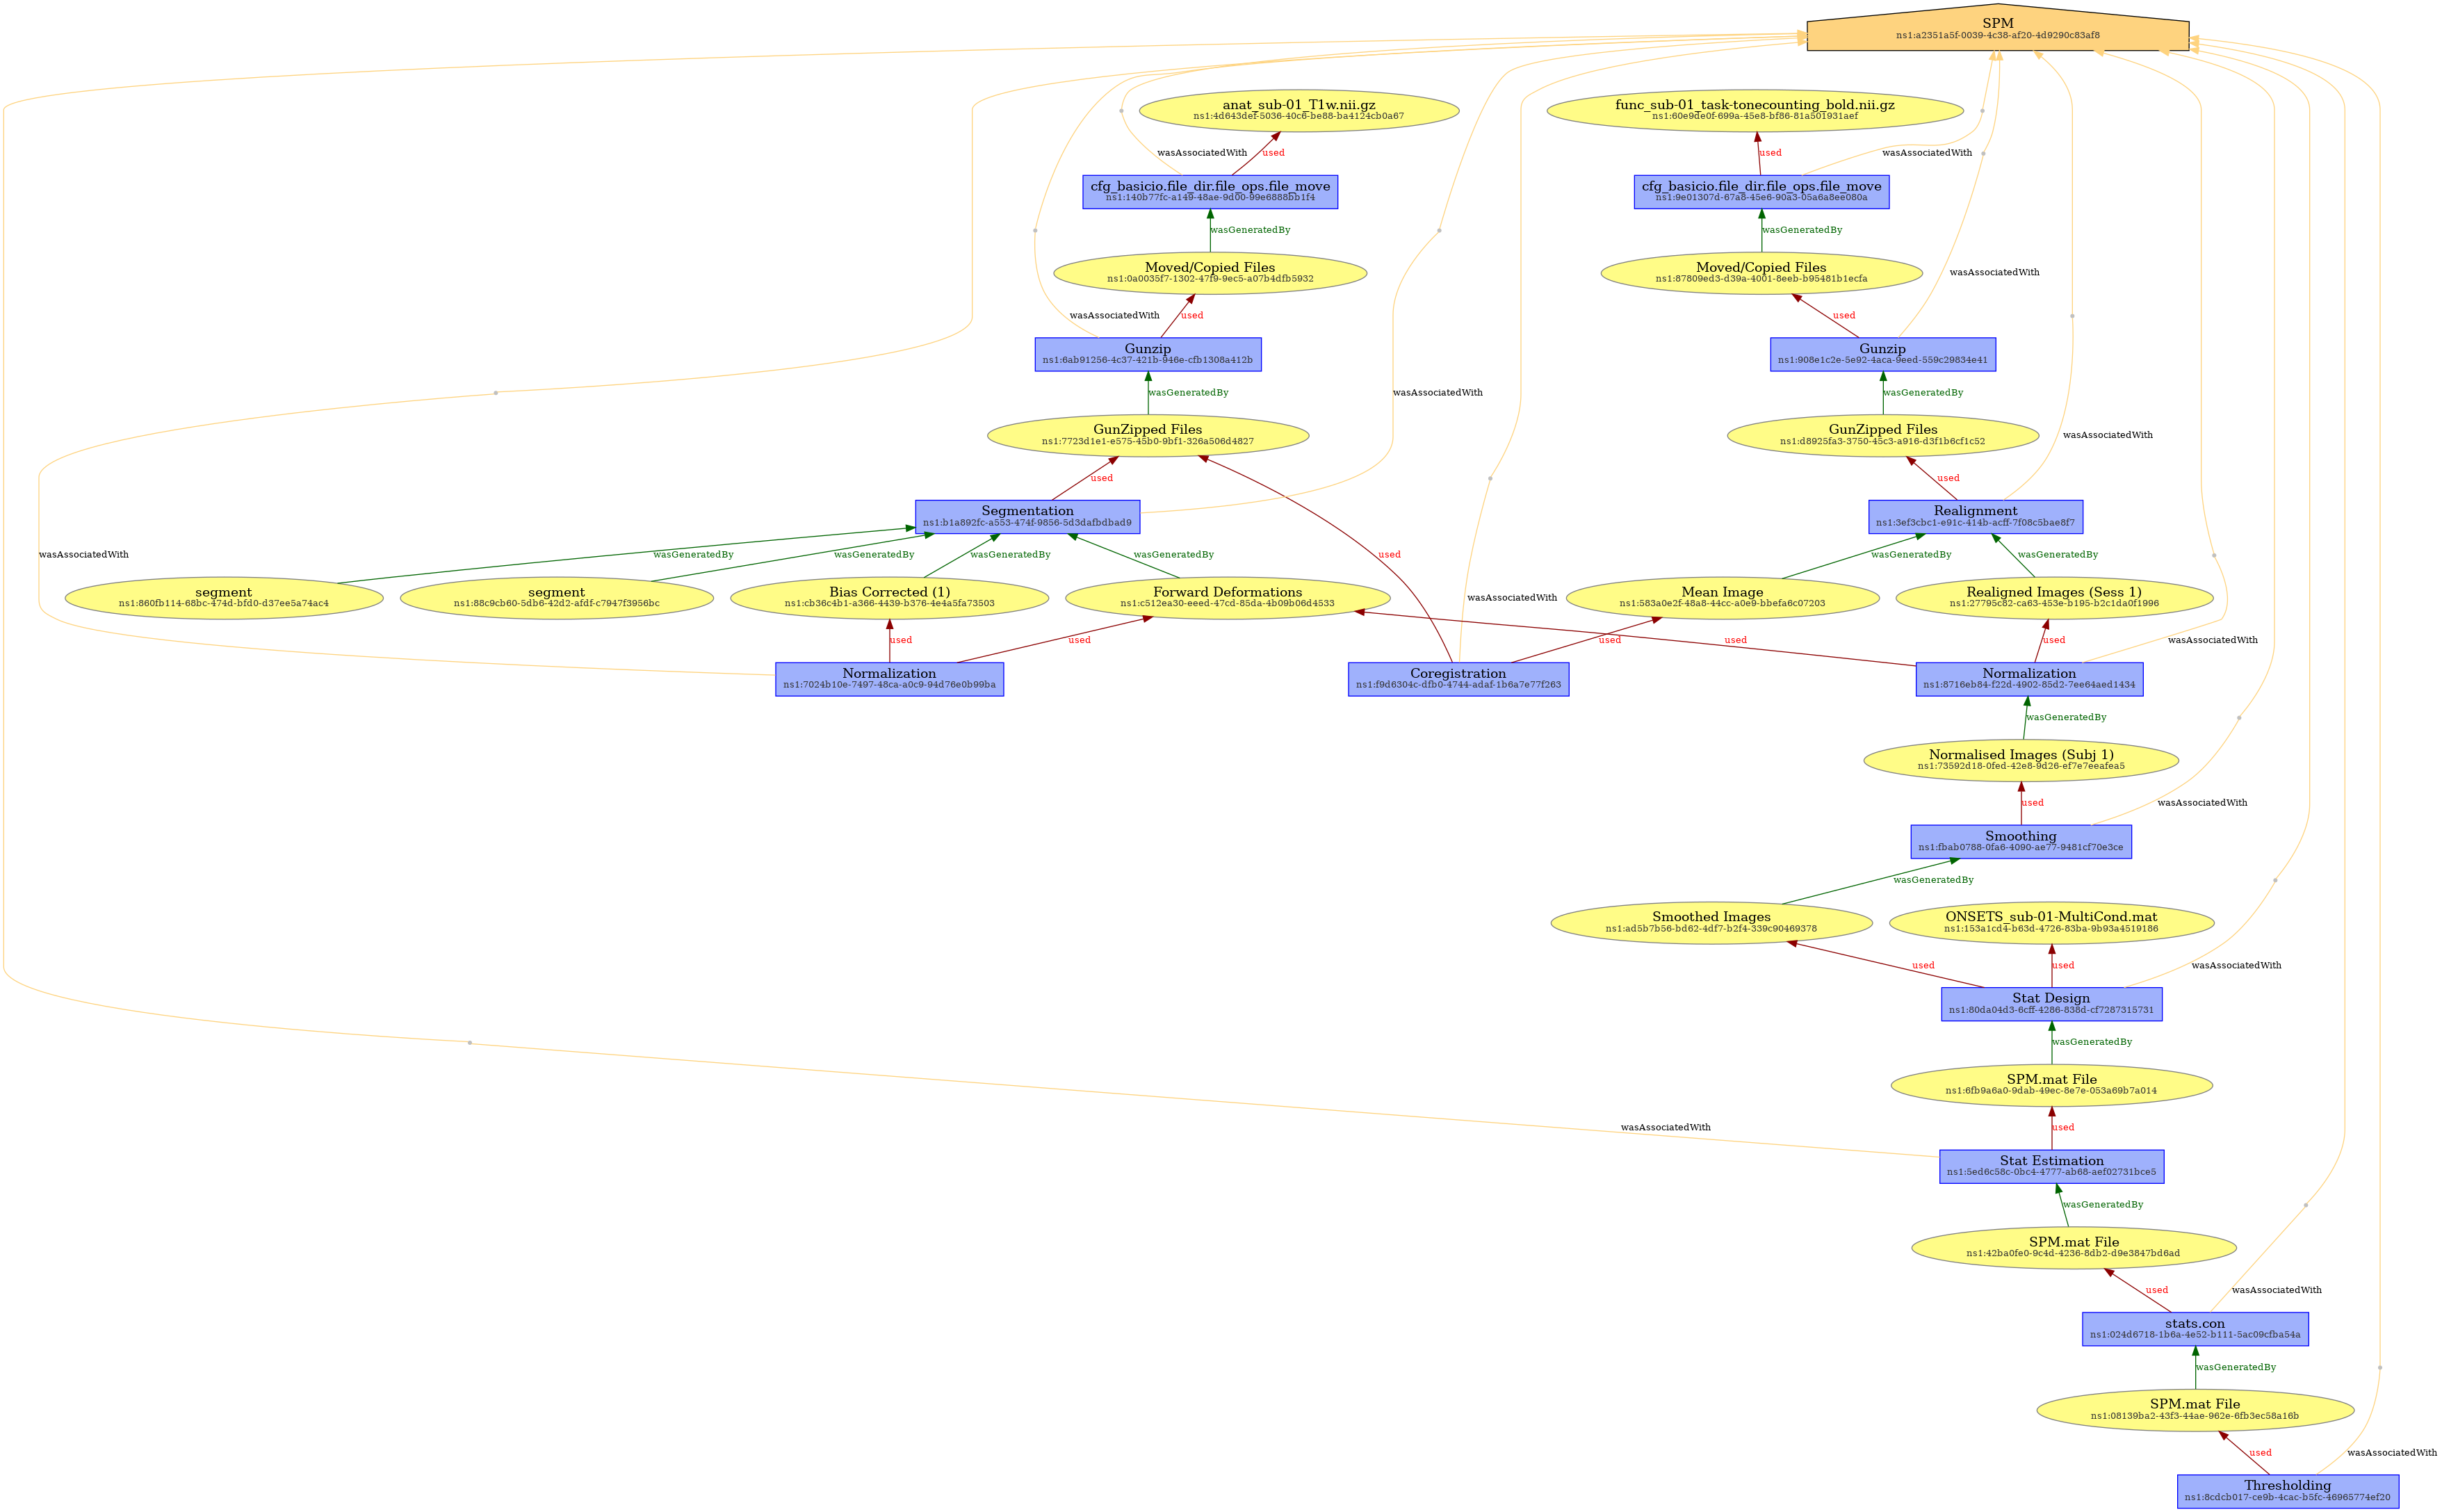 SPM
ns1:a2351a5f-0039-4c38-af20-4d9290c83af8
anat_sub-01_T1w.nii.gz
ns1:4d643def-5036-40c6-be88-ba4124cb0a67
func_sub-01_task-tonecounting_bold.nii.gz
ns1:60e9de0f-699a-45e8-bf86-81a501931aef
wasAssociatedWith
used
used
wasAssociatedWith
cfg_basicio.file_dir.file_ops.file_move
ns1:140b77fc-a149-48ae-9d00-99e6888bb1f4
cfg_basicio.file_dir.file_ops.file_move
ns1:9e01307d-67a8-45e6-90a3-05a6a8ee080a
wasGeneratedBy
wasGeneratedBy
Moved/Copied Files
ns1:0a0035f7-1302-47f9-9ec5-a07b4dfb5932
Moved/Copied Files
ns1:87809ed3-d39a-4001-8eeb-b95481b1ecfa
wasAssociatedWith
wasAssociatedWith
used
used
Gunzip
ns1:6ab91256-4c37-421b-946e-cfb1308a412b
Gunzip
ns1:908e1c2e-5e92-4aca-9eed-559c29834e41
wasGeneratedBy
wasAssociatedWith
wasGeneratedBy
GunZipped Files
ns1:7723d1e1-e575-45b0-9bf1-326a506d4827
GunZipped Files
ns1:d8925fa3-3750-45c3-a916-d3f1b6cf1c52
wasAssociatedWith
used
used
Segmentation
ns1:b1a892fc-a553-474f-9856-5d3dafbdbad9
Realignment
ns1:3ef3cbc1-e91c-414b-acff-7f08c5bae8f7
wasAssociatedWith
wasGeneratedBy
wasGeneratedBy
wasGeneratedBy
wasGeneratedBy
used
wasGeneratedBy
wasGeneratedBy
segment
ns1:860fb114-68bc-474d-bfd0-d37ee5a74ac4
segment
ns1:88c9cb60-5db6-42d2-afdf-c7947f3956bc
Bias Corrected (1)
ns1:cb36c4b1-a366-4439-b376-4e4a5fa73503
Forward Deformations
ns1:c512ea30-eeed-47cd-85da-4b09b06d4533
wasAssociatedWith
Mean Image
ns1:583a0e2f-48a8-44cc-a0e9-bbefa6c07203
Realigned Images (Sess 1)
ns1:27795c82-ca63-453e-b195-b2c1da0f1996
used
used
used
used
used
wasAssociatedWith
Normalization
ns1:7024b10e-7497-48ca-a0c9-94d76e0b99ba
Coregistration
ns1:f9d6304c-dfb0-4744-adaf-1b6a7e77f263
Normalization
ns1:8716eb84-f22d-4902-85d2-7ee64aed1434
wasGeneratedBy
Normalised Images (Subj 1)
ns1:73592d18-0fed-42e8-9d26-ef7e7eeafea5
used
wasAssociatedWith
Smoothing
ns1:fbab0788-0fa6-4090-ae77-9481cf70e3ce
wasGeneratedBy
Smoothed Images
ns1:ad5b7b56-bd62-4df7-b2f4-339c90469378
ONSETS_sub-01-MultiCond.mat
ns1:153a1cd4-b63d-4726-83ba-9b93a4519186
used
used
wasAssociatedWith
Stat Design
ns1:80da04d3-6cff-4286-838d-cf7287315731
wasGeneratedBy
SPM.mat File
ns1:6fb9a6a0-9dab-49ec-8e7e-053a69b7a014
wasAssociatedWith
used
Stat Estimation
ns1:5ed6c58c-0bc4-4777-ab68-aef02731bce5
wasGeneratedBy
SPM.mat File
ns1:42ba0fe0-9c4d-4236-8db2-d9e3847bd6ad
used
wasAssociatedWith
stats.con
ns1:024d6718-1b6a-4e52-b111-5ac09cfba54a
wasGeneratedBy
SPM.mat File
ns1:08139ba2-43f3-44ae-962e-6fb3ec58a16b
used
wasAssociatedWith
Thresholding
ns1:8cdcb017-ce9b-4cac-b5fc-46965774ef20